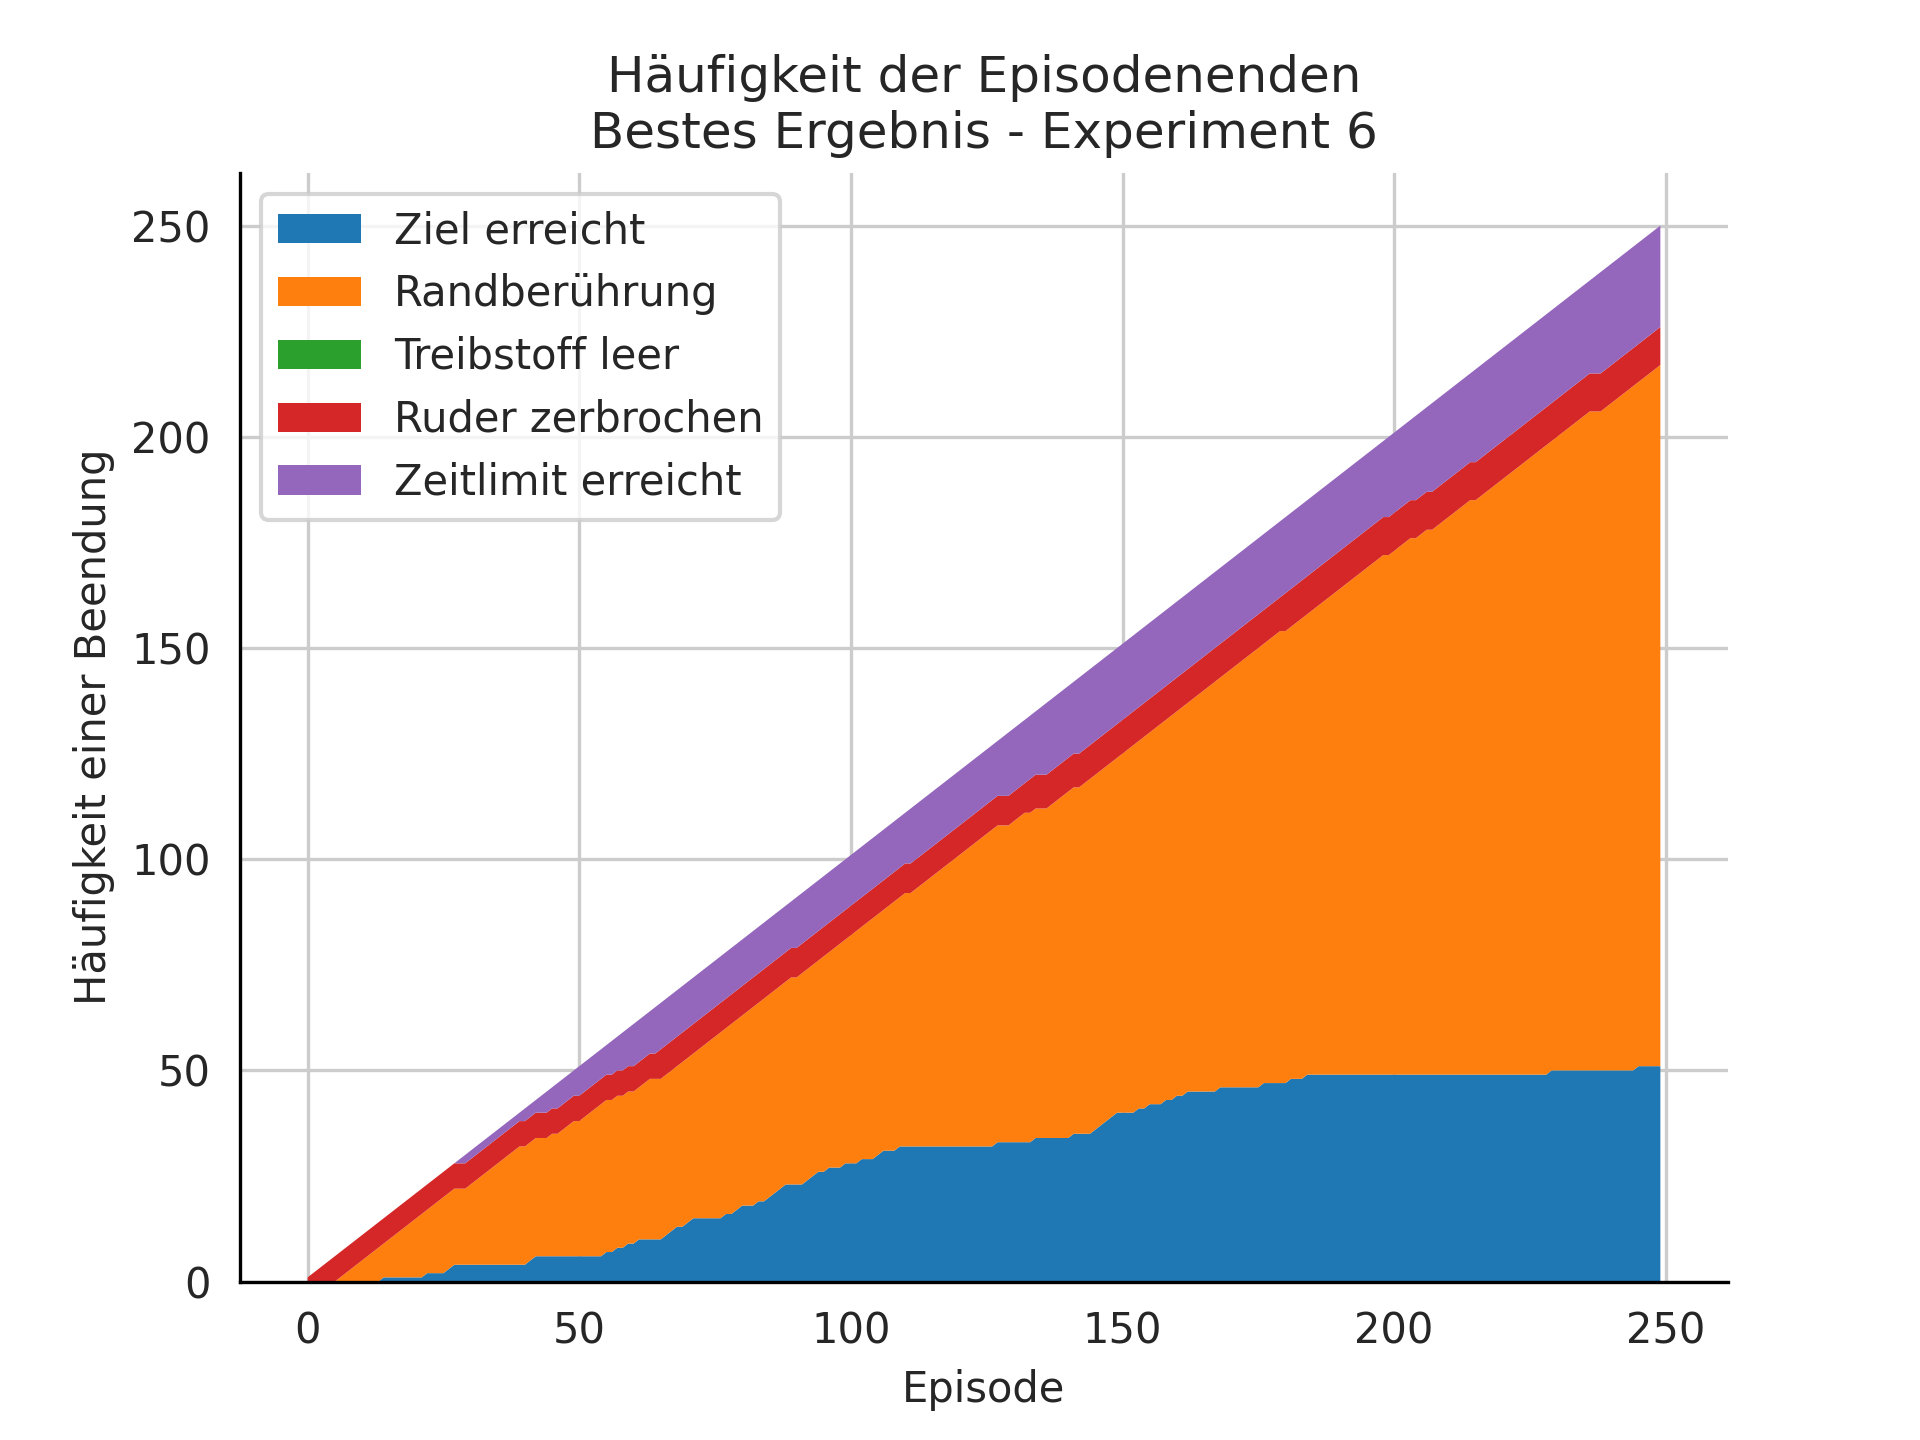 Häufigkeit der Episodenenden
Bestes Ergebnis - Experiment 6
Ziel erreicht
Randberührung
Treibstoff leer
Ruder zerbrochen
Zeitlimit erreicht
Häufigkeit einer Beendung
250
200
150
100
50
0
0 50 100 150 200 250
Episode